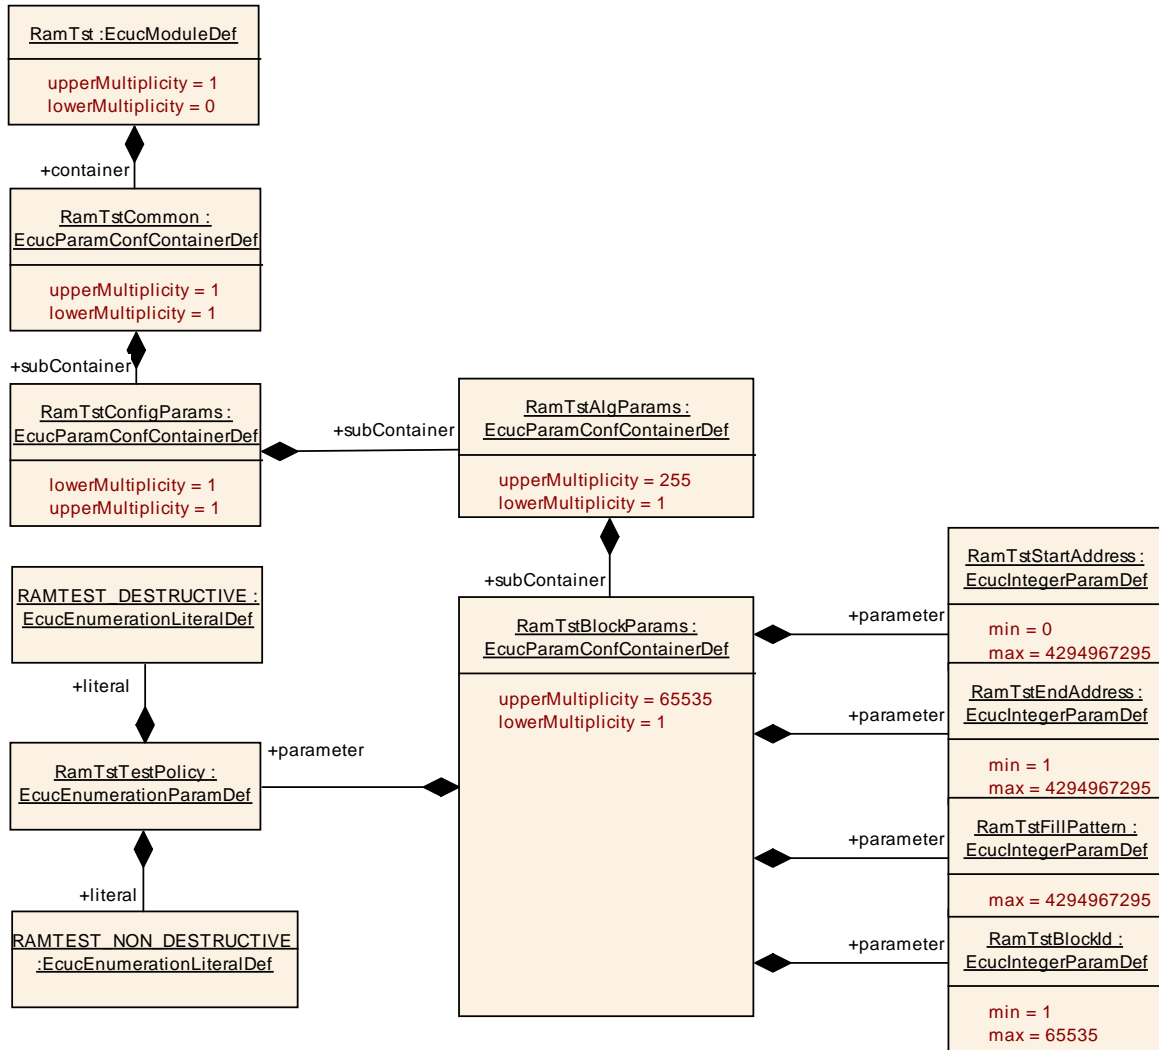 RamTst :EcucModuleDef
upperMultiplicity = 1
lowerMultiplicity = 0
+container
RamTstCommon :
EcucParamConfContainerDef
upperMultiplicity = 1
lowerMultiplicity = 1
+subContainer
RamTstConfigParams :
EcucParamConfContainerDef
lowerMultiplicity = 1
upperMultiplicity = 1
+subContainer
RamTstAlgParams :
EcucParamConfContainerDef
upperMultiplicity = 255
lowerMultiplicity = 1
+subContainer
RamTstBlockParams :
EcucParamConfContainerDef
upperMultiplicity = 65535
lowerMultiplicity = 1
+parameter
RamTstStartAddress :
EcucIntegerParamDef
min = 0
max = 4294967295
+parameter
RamTstEndAddress :
EcucIntegerParamDef
min = 1
max = 4294967295
+parameter
RamTstFillPattern :
EcucIntegerParamDef
max = 4294967295
+parameter
RamTstBlockId :
EcucIntegerParamDef
min = 1
max = 65535
RAMTEST_DESTRUCTIVE :
EcucEnumerationLiteralDef
+literal
+parameter
RamTstTestPolicy :
EcucEnumerationParamDef
+literal
RAMTEST_NON_DESTRUCTIVE
:EcucEnumerationLiteralDef